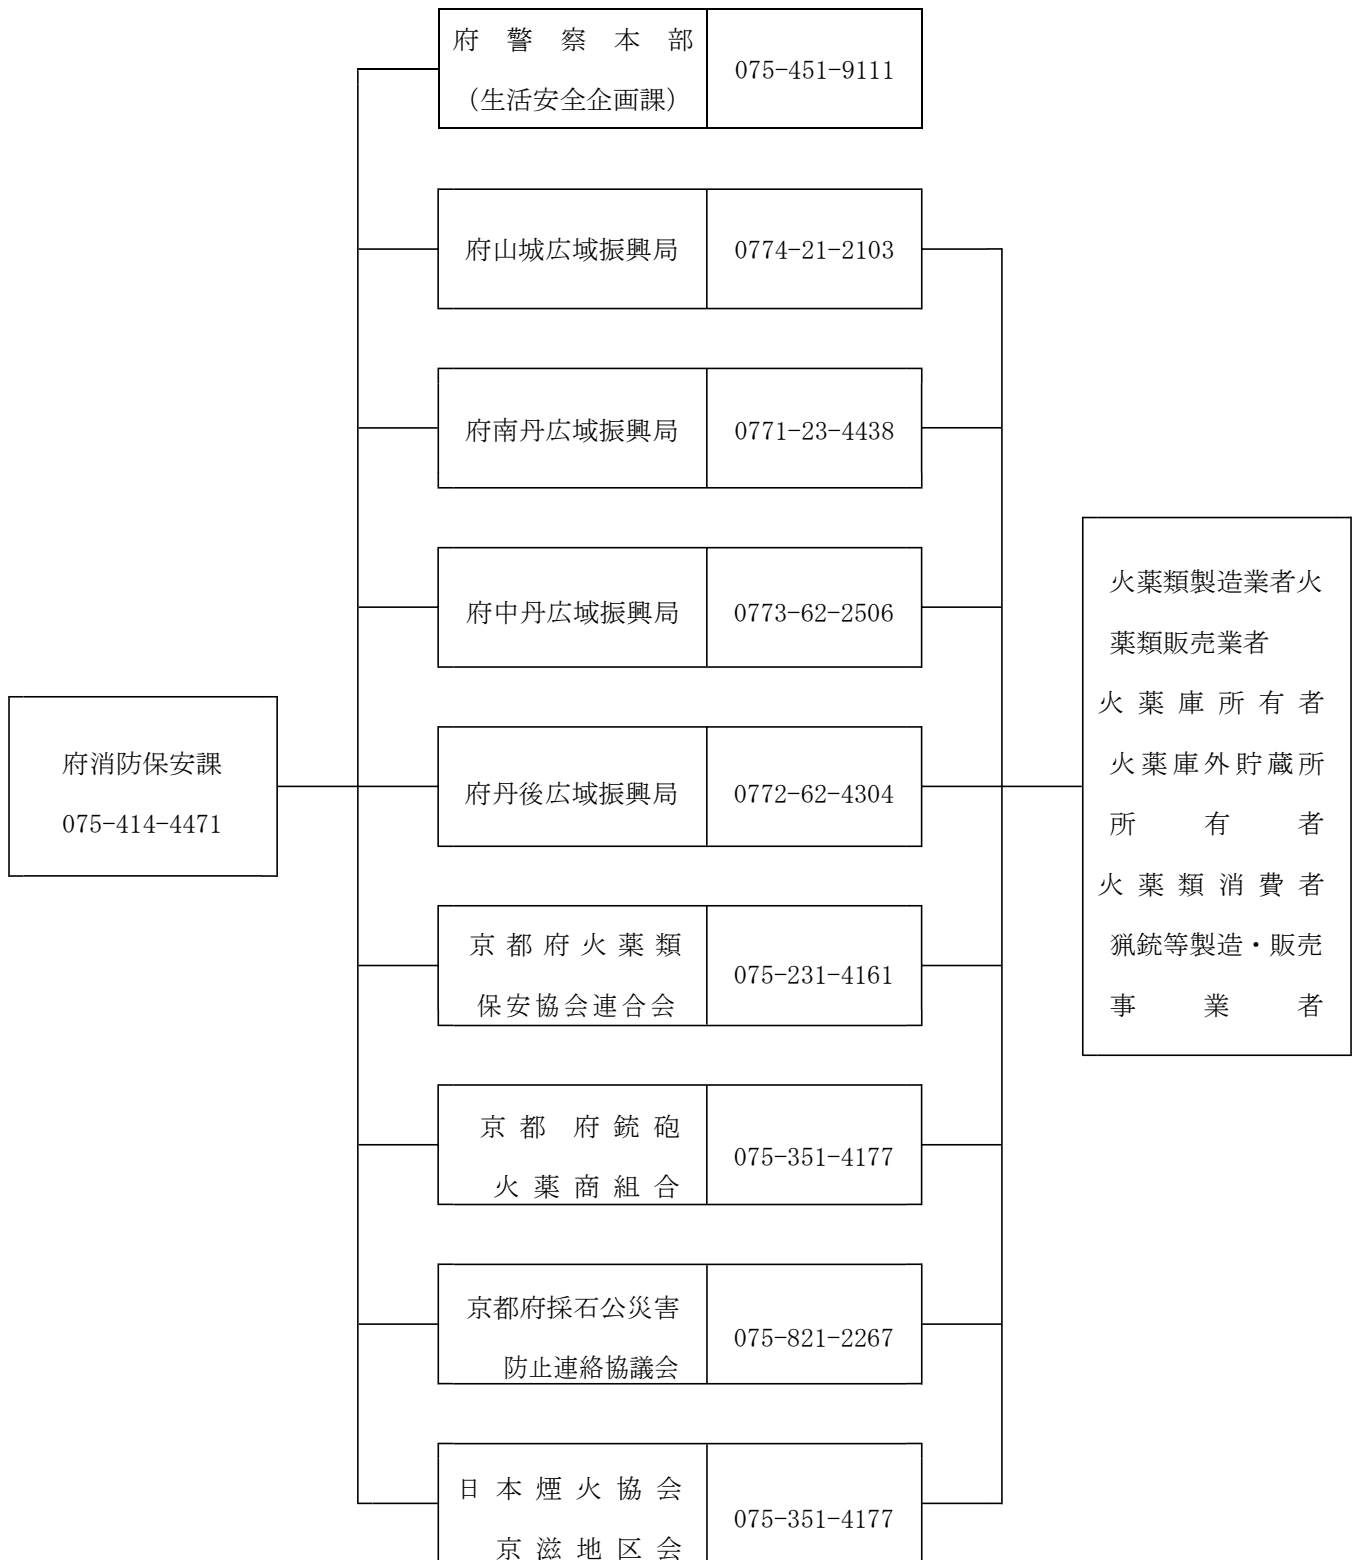 府警察本部
（生活安全企画課）
075-451-9111
府山城広域振興局
0774-21-2103
府南丹広域振興局
0771-23-4438
府中丹広域振興局
0773-62-2506
府消防保安課
075-414-4471
府丹後広域振興局
0772-62-4304
京都府火薬類
保安協会連合会
075-231-4161
京都府銃砲
火薬商組合
075-351-4177
京都府採石公災害
防止連絡協議会
075-821-2267
日本煙火協会
京滋地区会
075-351-4177
火薬類製造業者火
薬類販売業者
火薬庫所有者
火薬庫外貯蔵所
所有者
火薬類消費者
猟銃等製造・販売
事業者